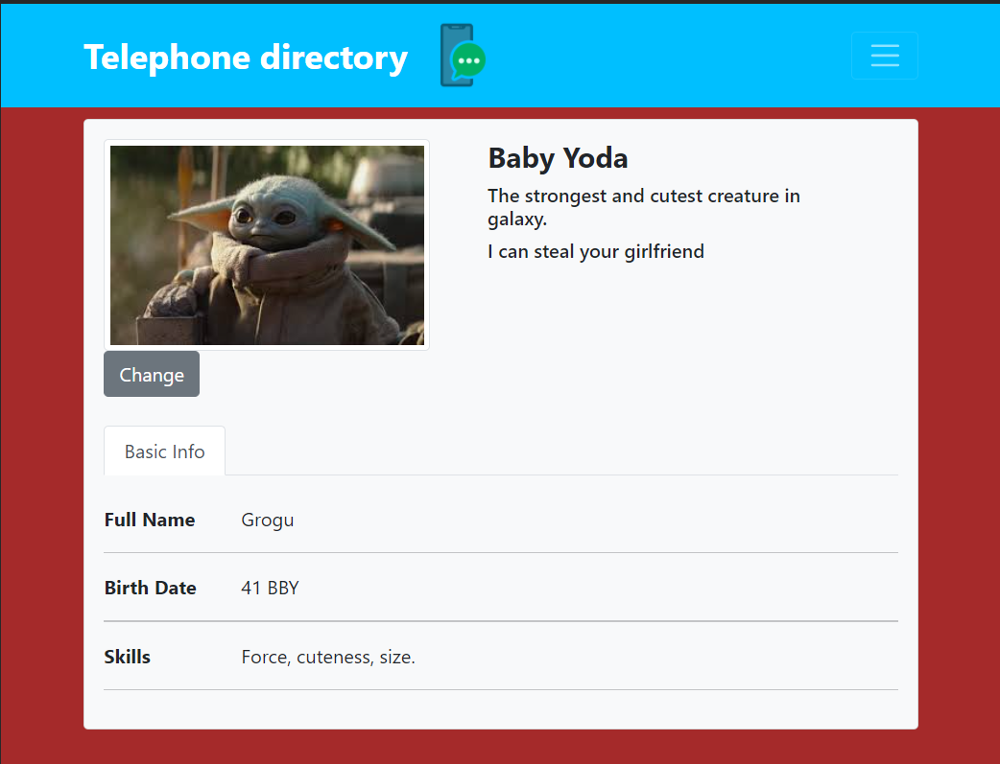 Telephone directory
Baby Yoda
The strongest and cutest creature in
galaxy.
I can steal your girlfriend
Change
Basic Info
Full Name Grogu
Birth Date 41 BBY
Skills Force, cuteness, size.